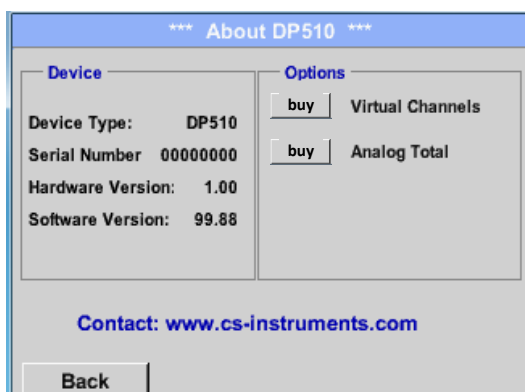 *** About DP510 ***
Device
Device Type: DP510
Serial Number 00000000
Hardware Version: 1.00
Software Version: 99.88
Options
buy Virtual Channels
buy Analog Total
Contact: www.cs-instruments.com
Back